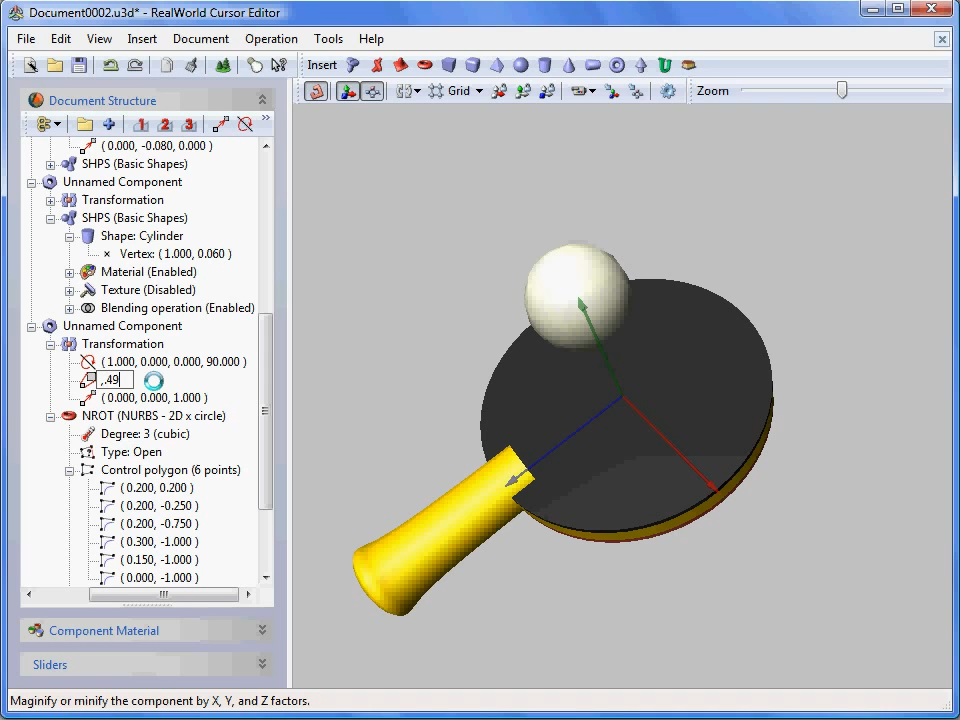 Document0002.u3d* - RealWorld Cursor Editor
File Edit View Insert Document Operation Tools Help
Insert
Grid
Zoom
Document Structure
1 2 3
( 0.000, -0.080, 0.000 )
SHPS (Basic Shapes)
Unnamed Component
Transformation
SHPS (Basic Shapes)
Shape: Cylinder
Vertex: ( 1.000, 0.060 )
Material (Enabled)
Texture (Disabled)
Blending operation (Enabled)
Unnamed Component
Transformation
( 1.000, 0.000, 0.000, 90.000 )
,.49
( 0.000, 0.000, 1.000 )
NROT (NURBS - 2D x circle)
Degree: 3 (cubic)
Type: Open
Control polygon (6 points)
( 0.200, 0.200 )
( 0.200, -0.250 )
( 0.200, -0.750 )
( 0.300, -1.000 )
( 0.150, -1.000 )
( 0.000, -1.000 )
Component Material
Sliders
Maginify or minify the component by X, Y, and Z factors.